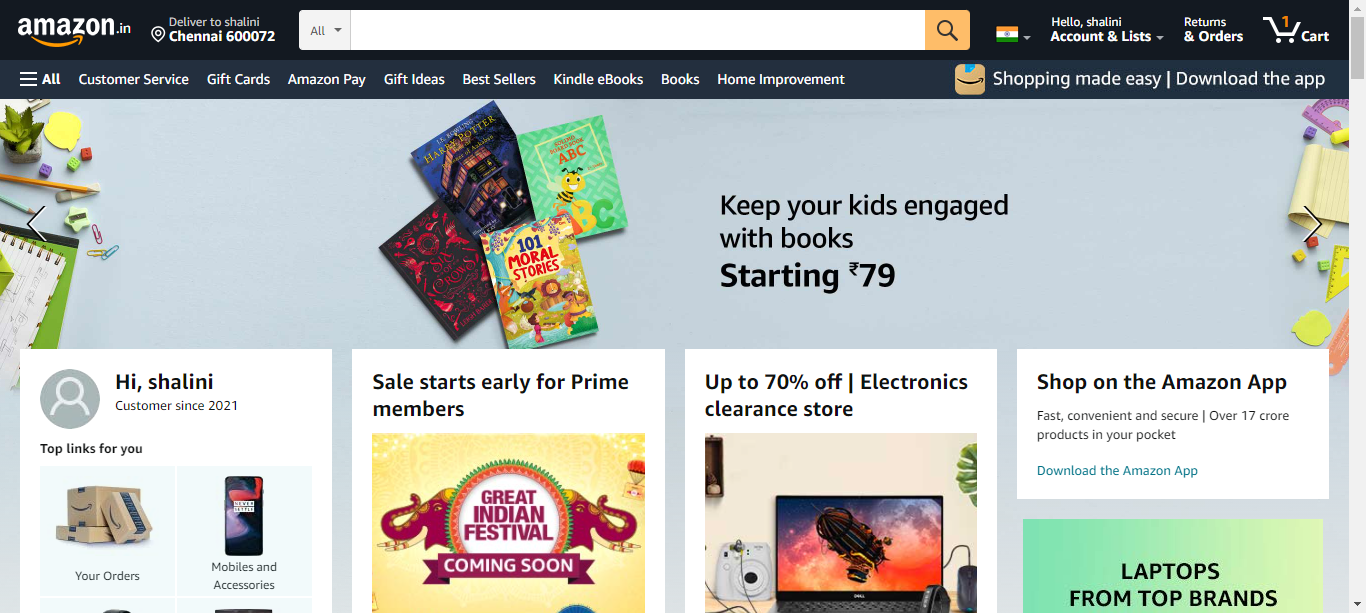 amazon.in
Deliver to shalini
Chennai 600072
All
Hello, shalini
Account & Lists
Returns
& Orders
1
Cart
All
Customer Service
Gift Cards
Amazon Pay
Gift Ideas
Best Sellers
Kindle eBooks
Books
Home Improvement
Shopping made easy | Download the app
J.K. ROWLING
HARRY POTTER
ABC
101
MORAL
STORIES
Keep your kids engaged
with books
Starting ₹79
Hi, shalini
Customer since 2021
Top links for you
Your Orders
Mobiles and
Accessories
Sale starts early for Prime
members
GREAT
INDIAN
FESTIVAL
COMING SOON
Up to 70% off | Electronics
clearance store
DELL
Shop on the Amazon App
Fast, convenient and secure | Over 17 crore
products in your pocket
Download the Amazon App
LAPTOPS
FROM TOP BRANDS